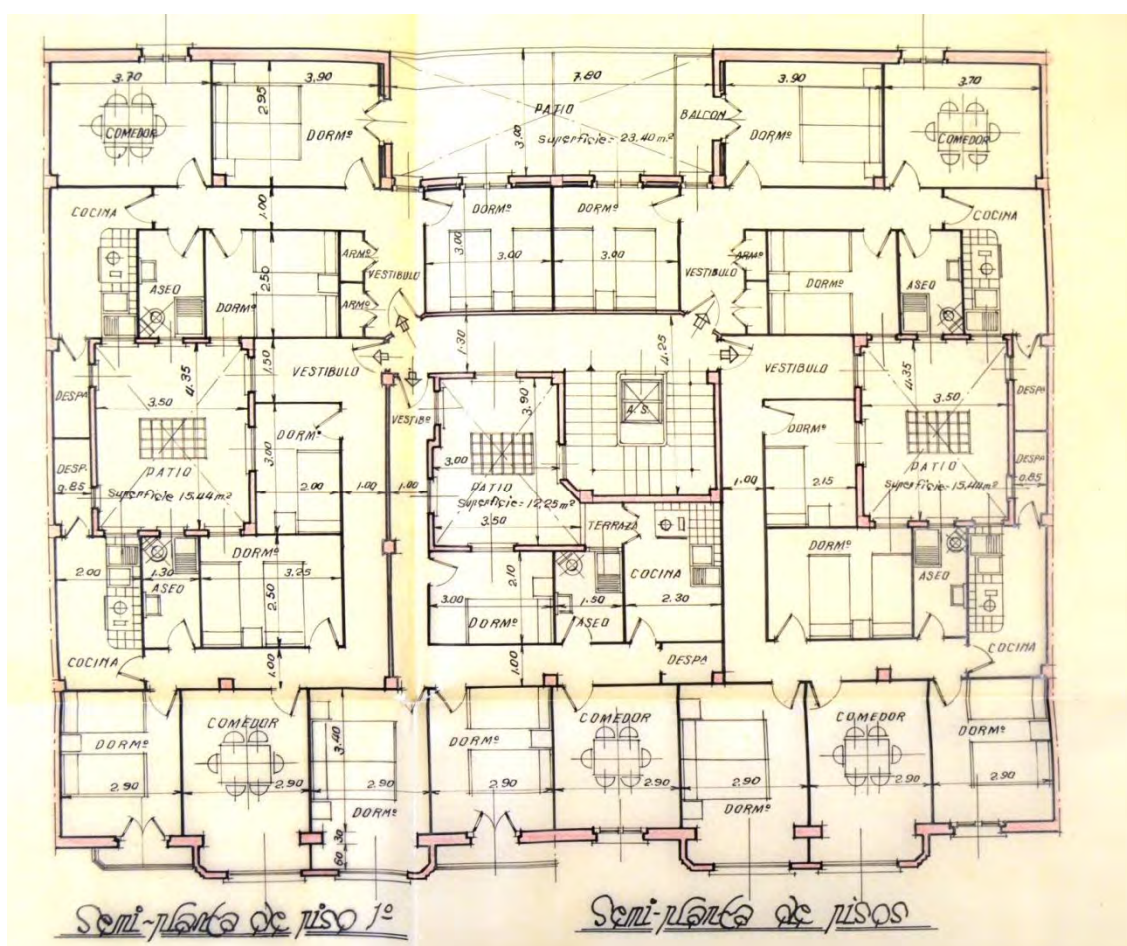 3.70 3.90 7.80 3.90 3.70
2.95 PATIO BALCON
COMEDOR DORMº 3.00 Superficie = 23.40 m² DORMº COMEDOR
COCINA 1.00 DORMº DORMº COCINA
3.00 3.00 3.00
ASEO DORMº 2.50 ARMº VESTIBULO VESTIBULO ARMº DORMº ASEO
ARMº
1.30 4.25
4.35 1.50 VESTIBULO VESTIBULO 4.35
DESPA 3.50 3.90 A.S. 3.50 DESPA
VESTIBº
DORMº DORMº
3.00 3.00
DESP. PATIO PATIO PATIO DESPA
0.85 Superficie 15.44 m² 2.00 1.00 1.00 Superficie = 12.25 m² 1.00 2.15 Superficie = 15.44 m² 0.85
3.50 TERRAZA
DORMº DORMº
2.00 1.30 3.25 2.10 COCINA
ASEO 2.50 3.00 1.50 2.30 ASEO
DORMº ASEO
COCINA 1.00 1.00 DESPA COCINA
COMEDOR COMEDOR COMEDOR
DORMº 3.40 DORMº DORMº
2.90 2.90 2.90 2.90 2.90 2.90 2.90 2.90
DORMº DORMº
30
60
Semi-planta de piso 1º Semi-planta de pisos